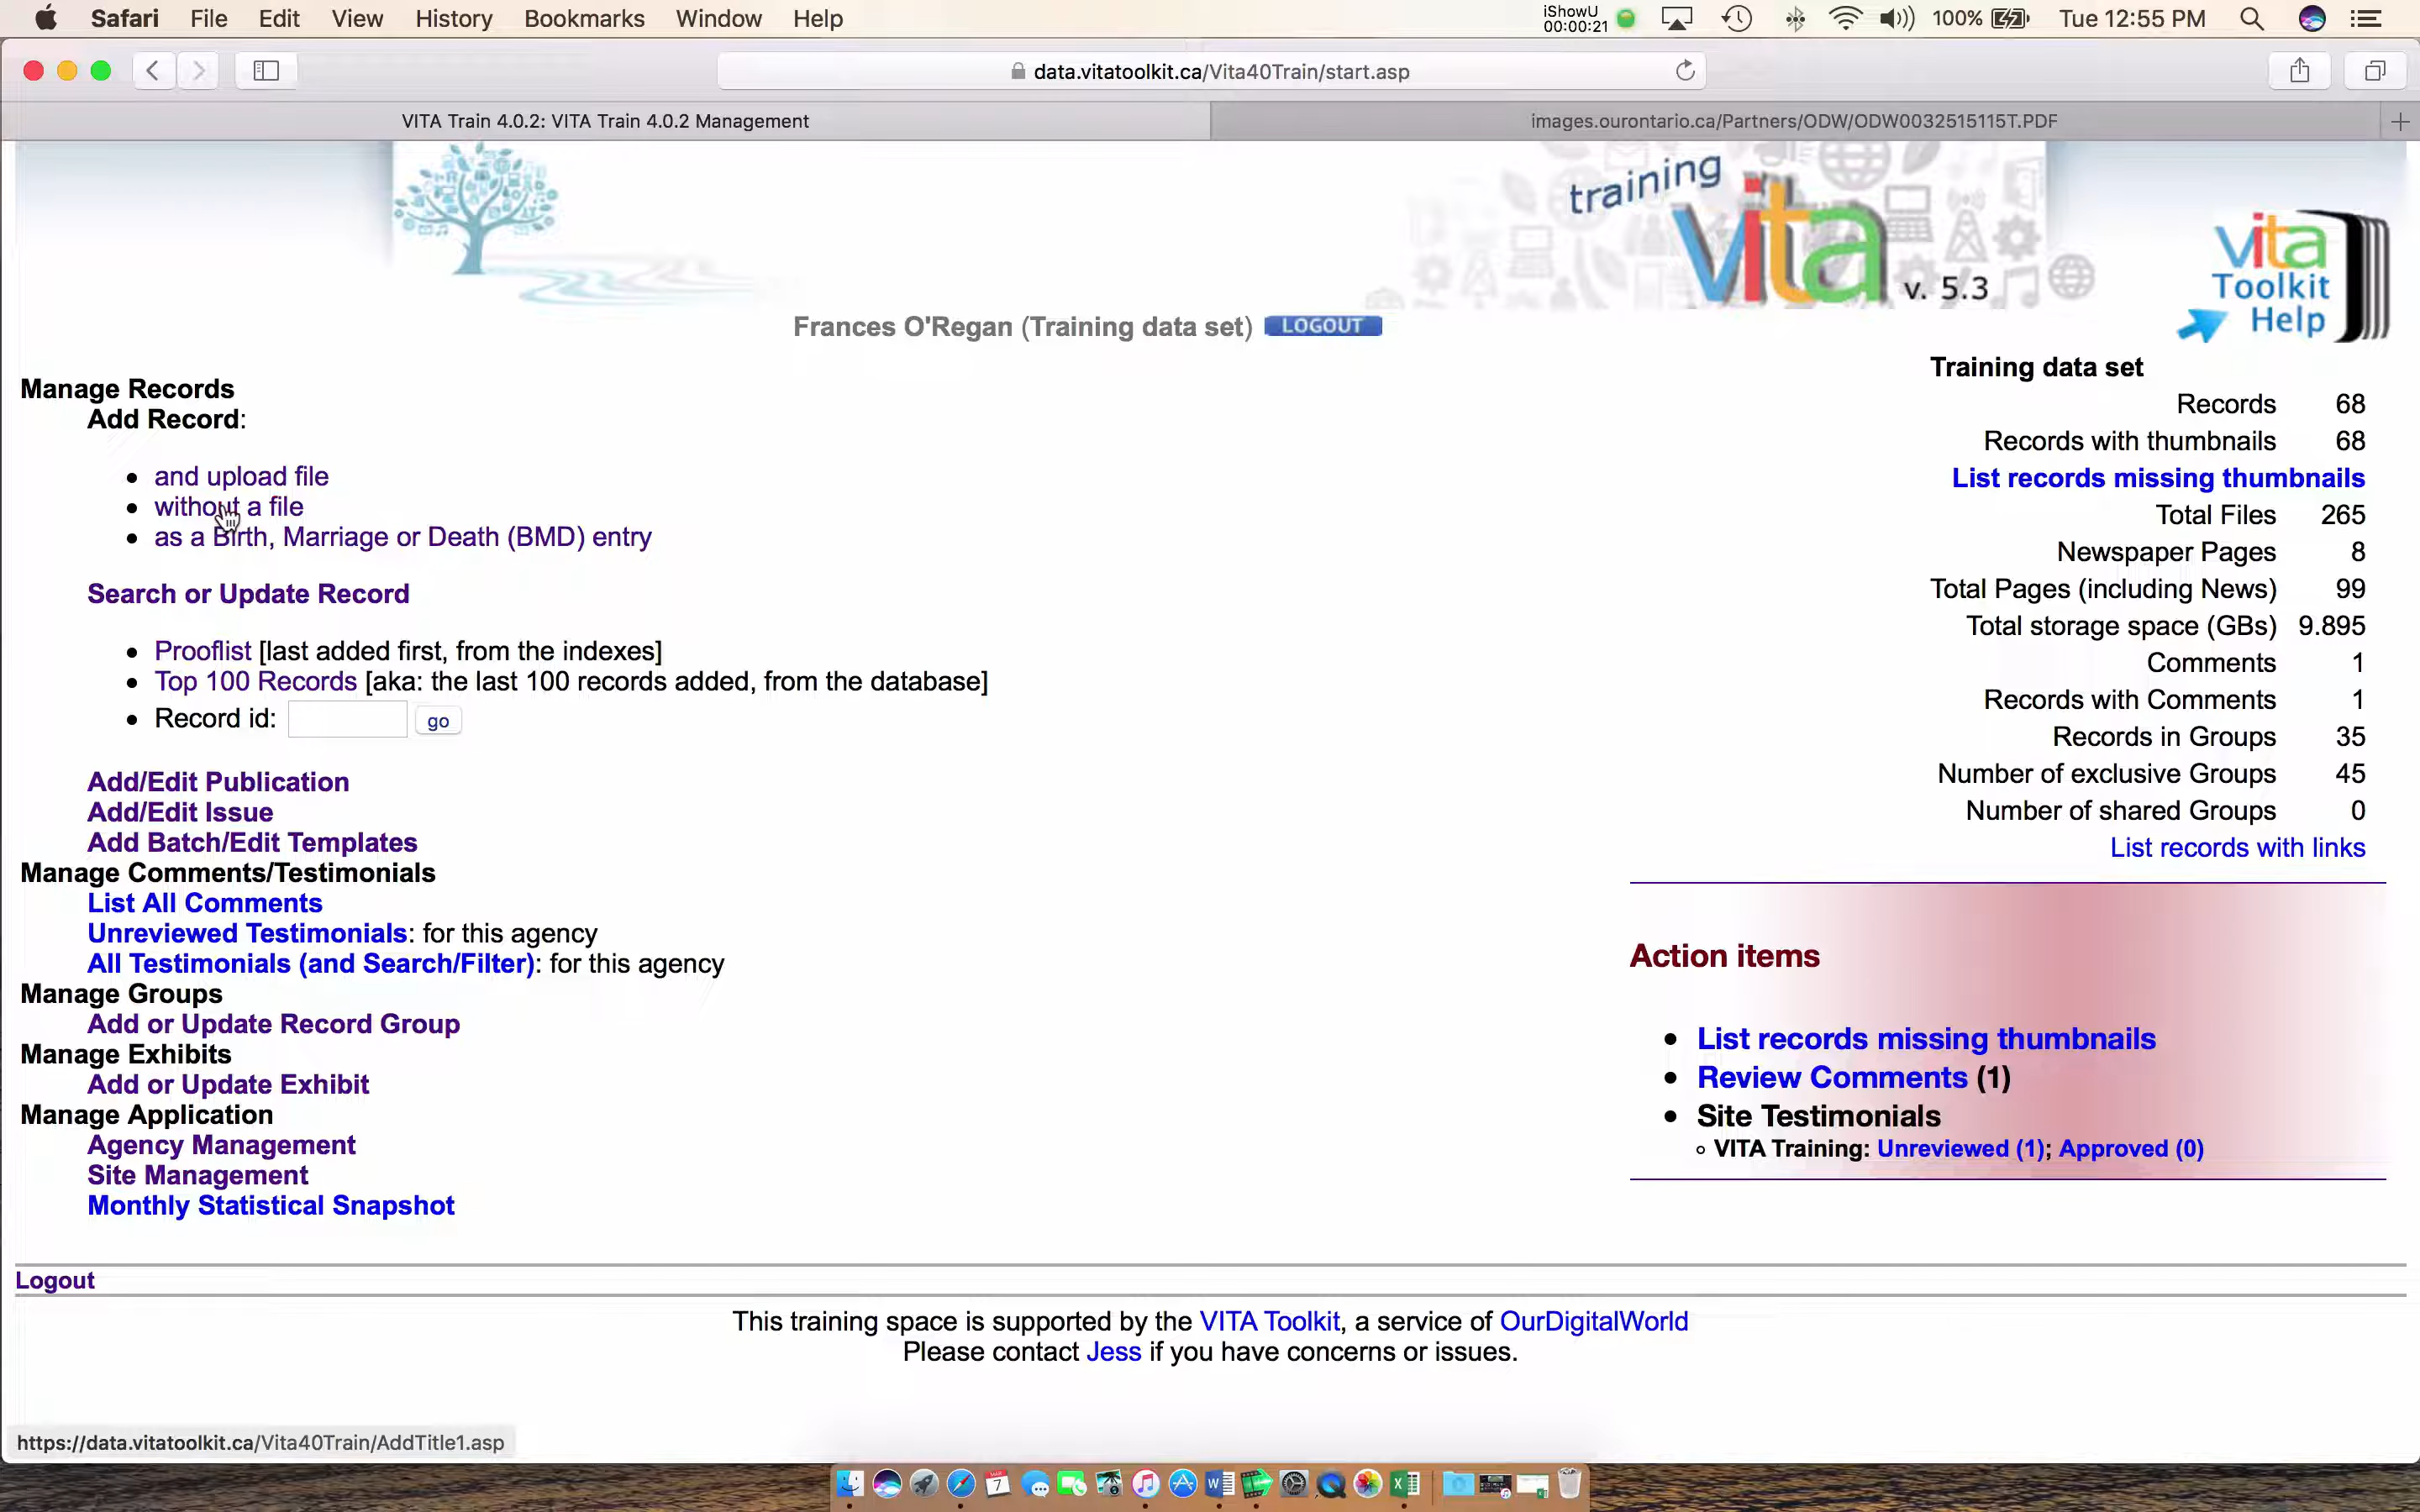 Safari File Edit View History Bookmarks Window Help
iShowU
00:00:21
100% Tue 12:55 PM
data.vitatoolkit.ca/Vita40Train/start.asp
VITA Train 4.0.2: VITA Train 4.0.2 Management
images.ourontario.ca/Partners/ODW/ODW0032515115T.PDF
training
vita
v. 5.3
vita
Toolkit
Help
Frances O'Regan (Training data set) LOGOUT
Manage Records
Add Record:
• and upload file
• without a file
• as a Birth, Marriage or Death (BMD) entry
Search or Update Record
• Prooflist [last added first, from the indexes]
• Top 100 Records [aka: the last 100 records added, from the database]
• Record id: go
Add/Edit Publication
Add/Edit Issue
Add Batch/Edit Templates
Manage Comments/Testimonials
List All Comments
Unreviewed Testimonials: for this agency
All Testimonials (and Search/Filter): for this agency
Manage Groups
Add or Update Record Group
Manage Exhibits
Add or Update Exhibit
Manage Application
Agency Management
Site Management
Monthly Statistical Snapshot
Training data set
Records 68
Records with thumbnails 68
List records missing thumbnails
Total Files 265
Newspaper Pages 8
Total Pages (including News) 99
Total storage space (GBs) 9.895
Comments 1
Records with Comments 1
Records in Groups 35
Number of exclusive Groups 45
Number of shared Groups 0
List records with links
Action items
• List records missing thumbnails
• Review Comments (1)
• Site Testimonials
VITA Training: Unreviewed (1); Approved (0)
Logout
This training space is supported by the VITA Toolkit, a service of OurDigitalWorld
Please contact Jess if you have concerns or issues.
https://data.vitatoolkit.ca/Vita40Train/AddTitle1.asp
7